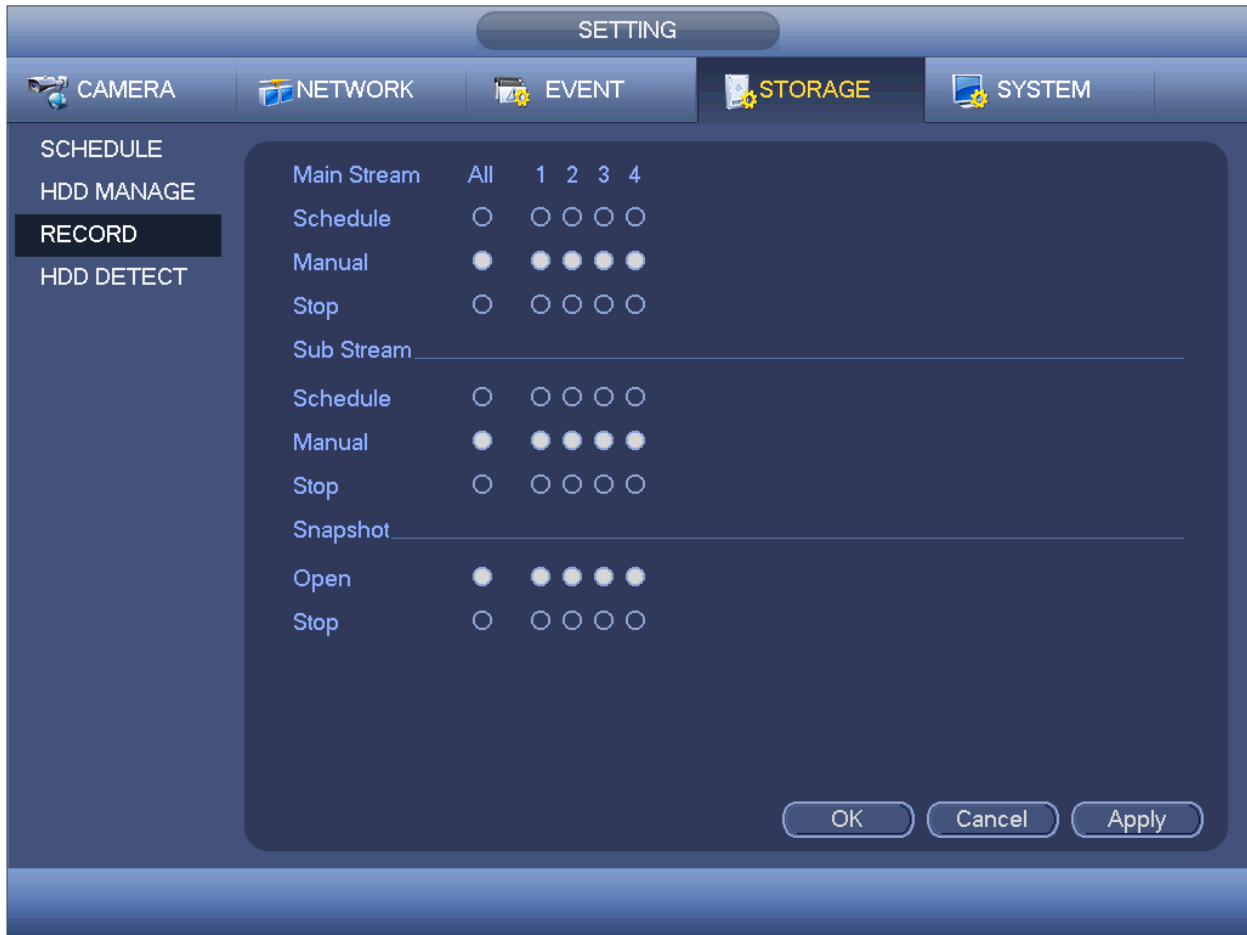 SETTING
CAMERA NETWORK EVENT STORAGE SYSTEM
SCHEDULE
HDD MANAGE
RECORD
HDD DETECT
Main Stream All 1 2 3 4
Schedule
Manual
Stop
Sub Stream
Schedule
Manual
Stop
Snapshot
Open
Stop
OK Cancel Apply